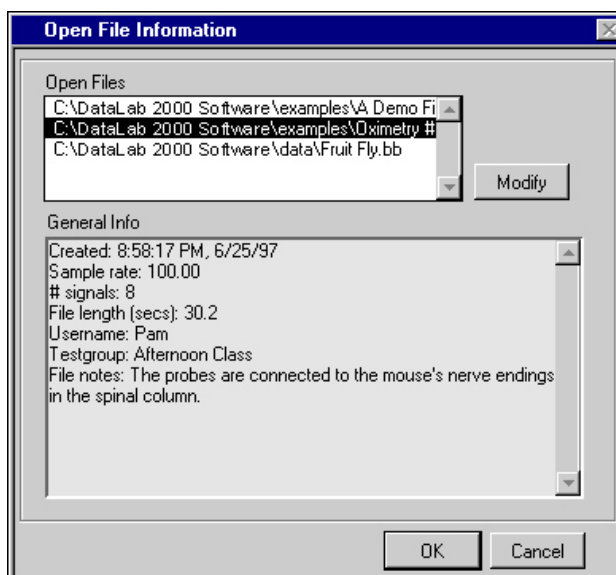 Open File Information
Open Files
C:\DataLab 2000 Software\examples\A Demo Fi
C:\DataLab 2000 Software\examples\Oximetry #
C:\DataLab 2000 Software\data\Fruit Fly.bb
Modify
General Info
Created: 8:58:17 PM, 6/25/97
Sample rate: 100.00
# signals: 8
File length (secs): 30.2
Username: Pam
Testgroup: Afternoon Class
File notes: The probes are connected to the mouse's nerve endings
in the spinal column.
OK
Cancel